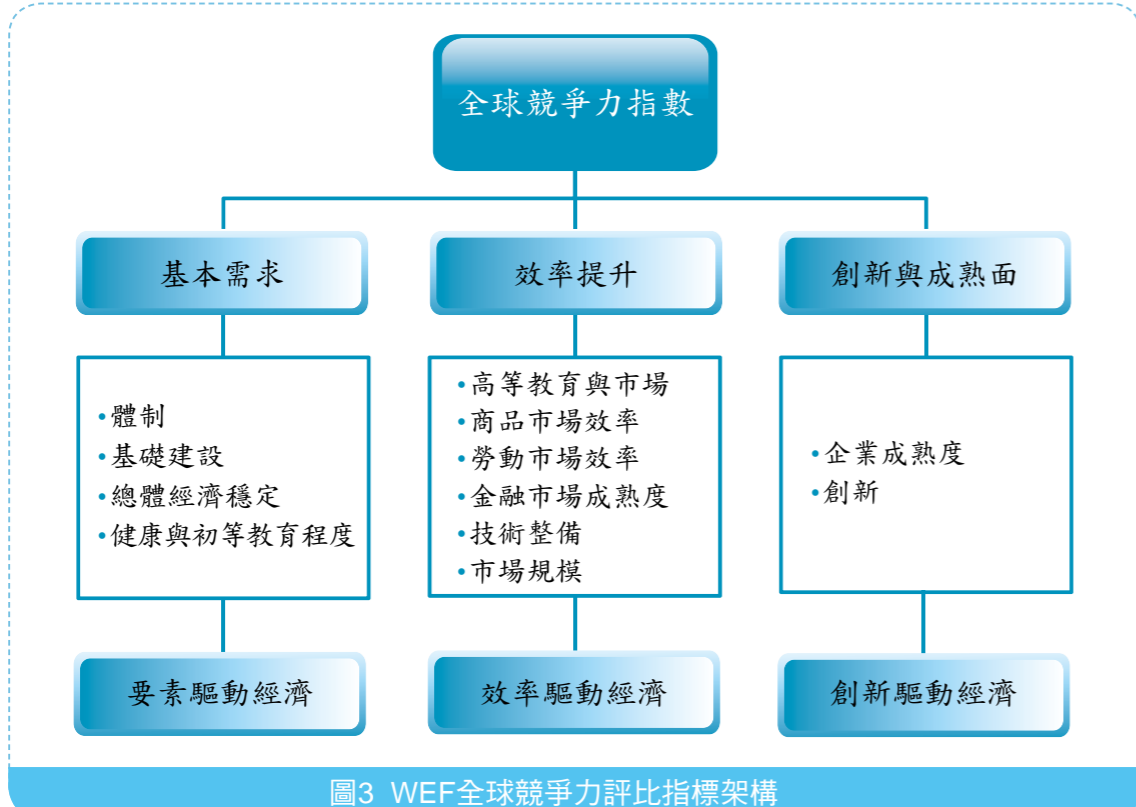 全球競爭力指數
基本需求
效率提升
創新與成熟面
•體制
•基礎建設
•總體經濟穩定
•健康與初等教育程度
•高等教育與市場
•商品市場效率
•勞動市場效率
•金融市場成熟度
•技術整備
•市場規模
•企業成熟度
•創新
要素驅動經濟
效率驅動經濟
創新驅動經濟
圖3 WEF全球競爭力評比指標架構